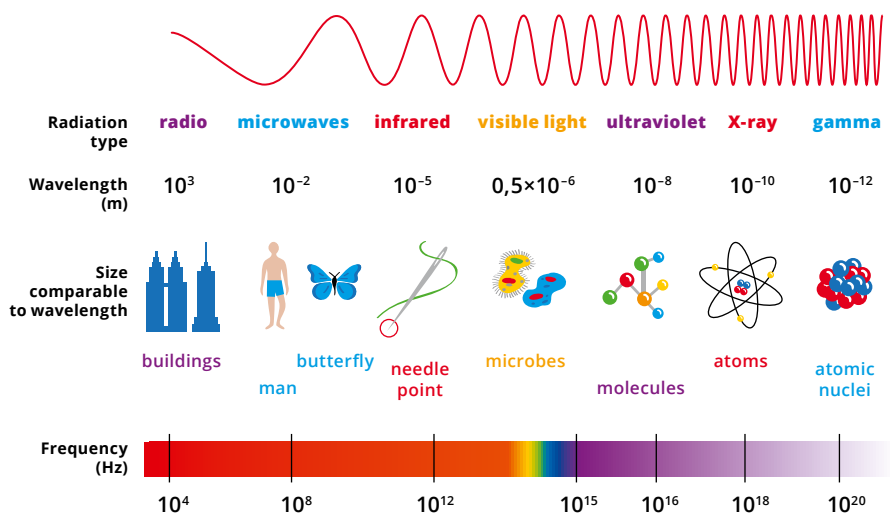 Radiation type
radio microwaves infrared visible light ultraviolet X-ray gamma
Wavelength (m)
10³ 10⁻² 10⁻⁵ 0,5×10⁻⁶ 10⁻⁸ 10⁻¹⁰ 10⁻¹²
Size comparable to wavelength
buildings
man
butterfly
needle point
microbes
molecules
atoms
atomic nuclei
Frequency (Hz)
10⁴ 10⁸ 10¹² 10¹⁵ 10¹⁶ 10¹⁸ 10²⁰